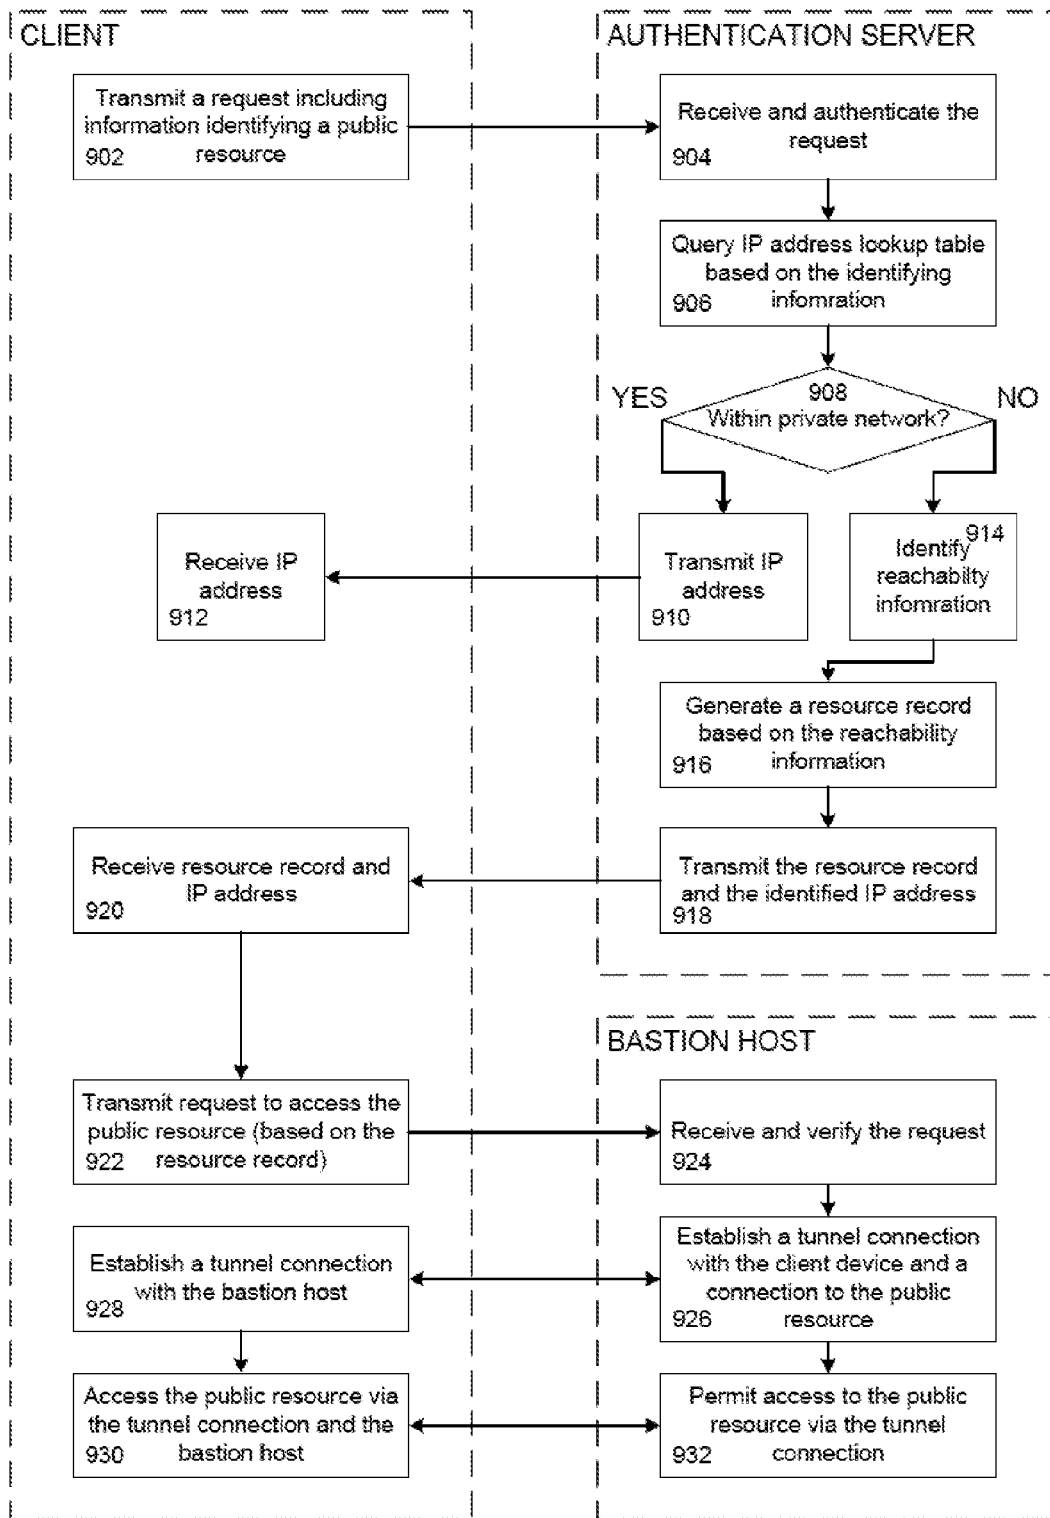 CLIENT
AUTHENTICATION SERVER
Transmit a request including
information identifying a public
902 resource
Receive and authenticate the
904 request
Query IP address lookup table
based on the identifying
906 infomration
YES
908
NO
Within private network?
914
Identify
reachabilty
infomration
Transmit IP
address
910
Receive IP
address
912
Generate a resource record
based on the reachability
916 information
Transmit the resource record
and the identified IP address
918
Receive resource record and
IP address
920
BASTION HOST
Transmit request to access the
public resource (based on the
922 resource record)
Receive and verify the request
924
Establish a tunnel connection
with the bastion host
928
Establish a tunnel connection
with the client device and a
connection to the public
926 resource
Access the public resource via
the tunnel connection and the
930 bastion host
Permit access to the public
resource via the tunnel
932 connection